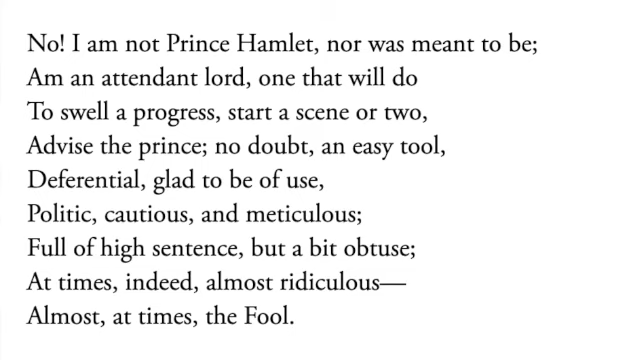 No! I am not Prince Hamlet, nor was meant to be;
Am an attendant lord, one that will do
To swell a progress, start a scene or two,
Advise the prince; no doubt, an easy tool,
Deferential, glad to be of use,
Politic, cautious, and meticulous;
Full of high sentence, but a bit obtuse;
At times, indeed, almost ridiculous—
Almost, at times, the Fool.